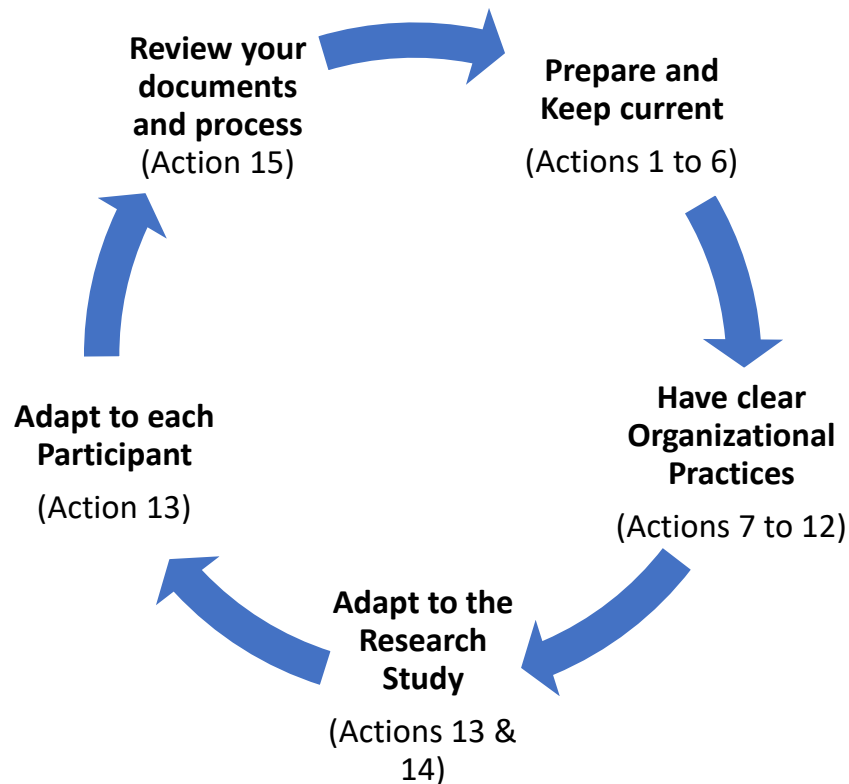 Review your
documents
and process
(Action 15)
Prepare and
Keep current
(Actions 1 to 6)
Have clear
Organizational
Practices
(Actions 7 to 12)
Adapt to the
Research
Study
(Actions 13 &
14)
Adapt to each
Participant
(Action 13)